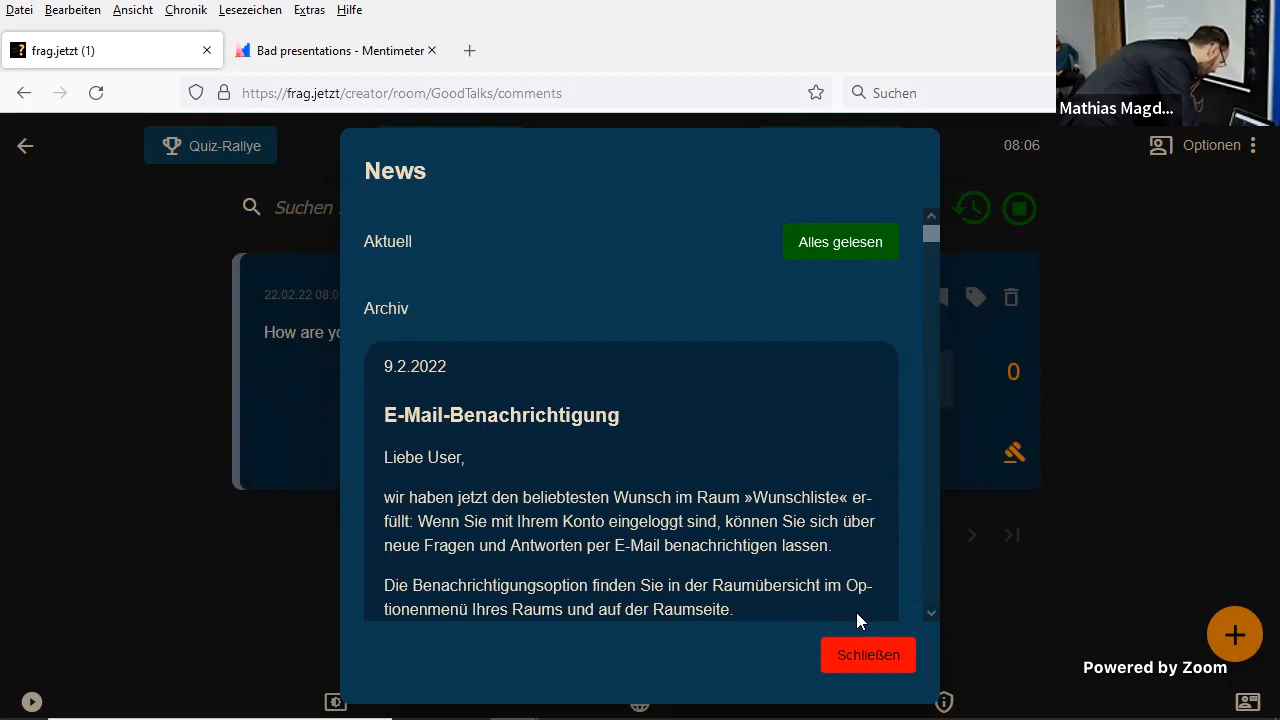 Datei Bearbeiten Ansicht Chronik Lesezeichen Extras Hilfe
frag.jetzt (1)
Bad presentations - Mentimeter
https://frag.jetzt/creator/room/GoodTalks/comments
Suchen
Mathias Magd...
Quiz-Rallye
08:06
Optionen
Suchen
News
Aktuell
Alles gelesen
Archiv
22.02.22 08:0
How are yo
0
9.2.2022
E-Mail-Benachrichtigung
Liebe User,
wir haben jetzt den beliebtesten Wunsch im Raum »Wunschliste« er-
füllt: Wenn Sie mit Ihrem Konto eingeloggt sind, können Sie sich über
neue Fragen und Antworten per E-Mail benachrichtigen lassen.
Die Benachrichtigungsoption finden Sie in der Raumübersicht im Op-
tionenmenü Ihres Raums und auf der Raumseite.
Schließen
Powered by Zoom